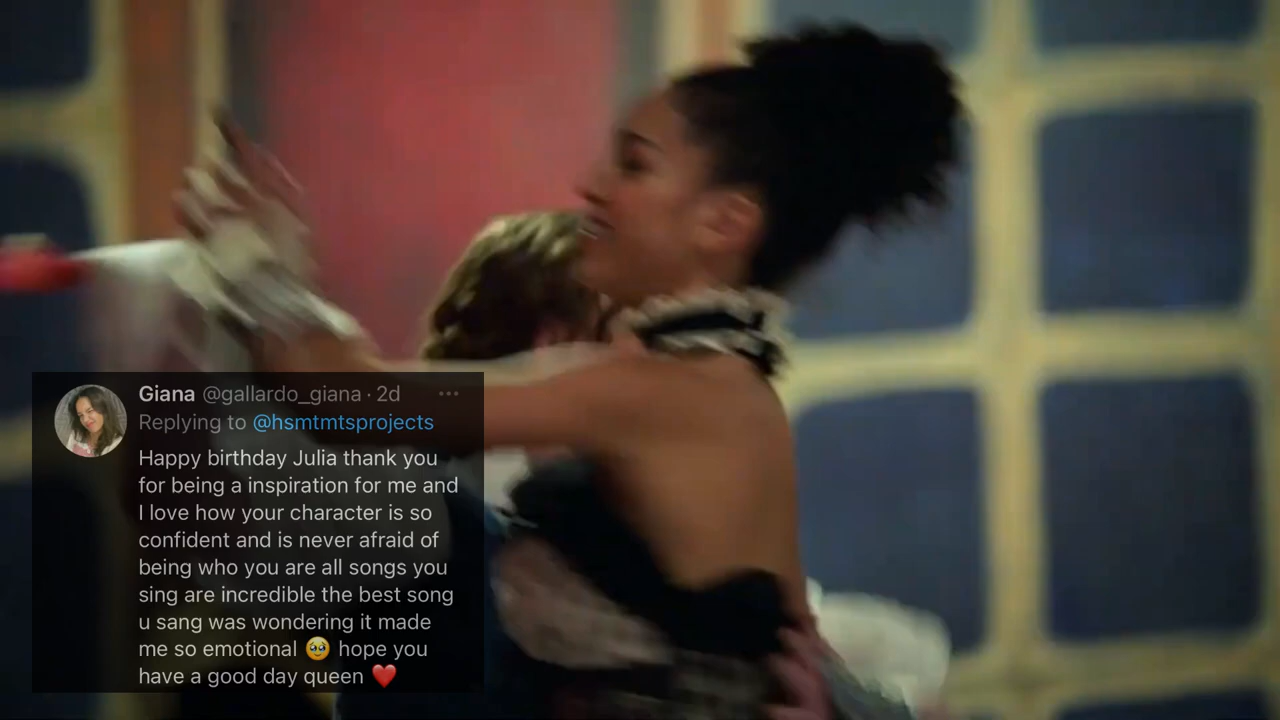 Giana @gallardo_giana · 2d
Replying to @hsmtmtsprojects
Happy birthday Julia thank you
for being a inspiration for me and
I love how your character is so
confident and is never afraid of
being who you are all songs you
sing are incredible the best song
u sang was wondering it made
me so emotional 🥹 hope you
have a good day queen ❤️